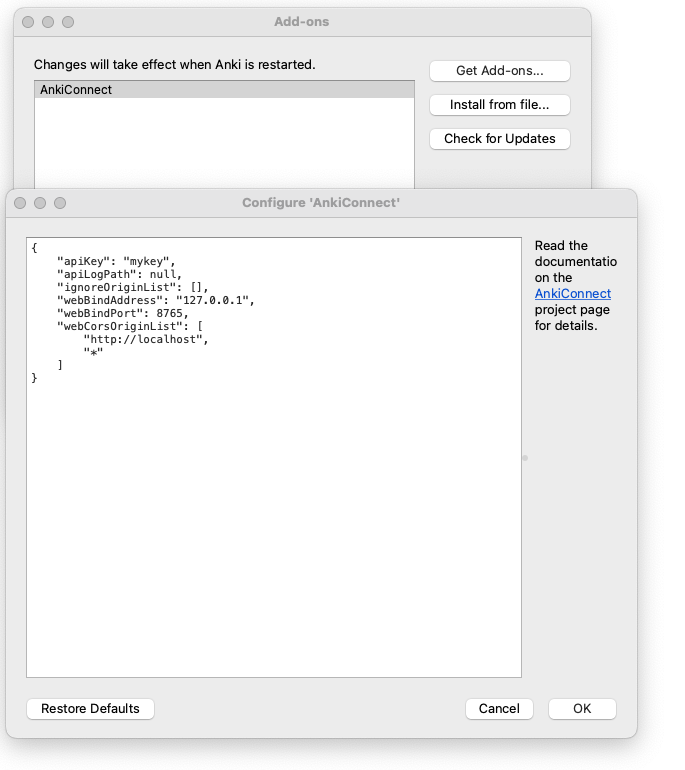 Add-ons
Changes will take effect when Anki is restarted.
Get Add-ons...
AnkiConnect
Install from file...
Check for Updates
Configure 'AnkiConnect'
{
    "apiKey": "mykey",
    "apiLogPath": null,
    "ignoreOriginList": [],
    "webBindAddress": "127.0.0.1",
    "webBindPort": 8765,
    "webCorsOriginList": [
        "http://localhost",
        "*"
    ]
}
Read the
documentatio
on the
AnkiConnect
project page
for details.
Restore Defaults
Cancel
OK